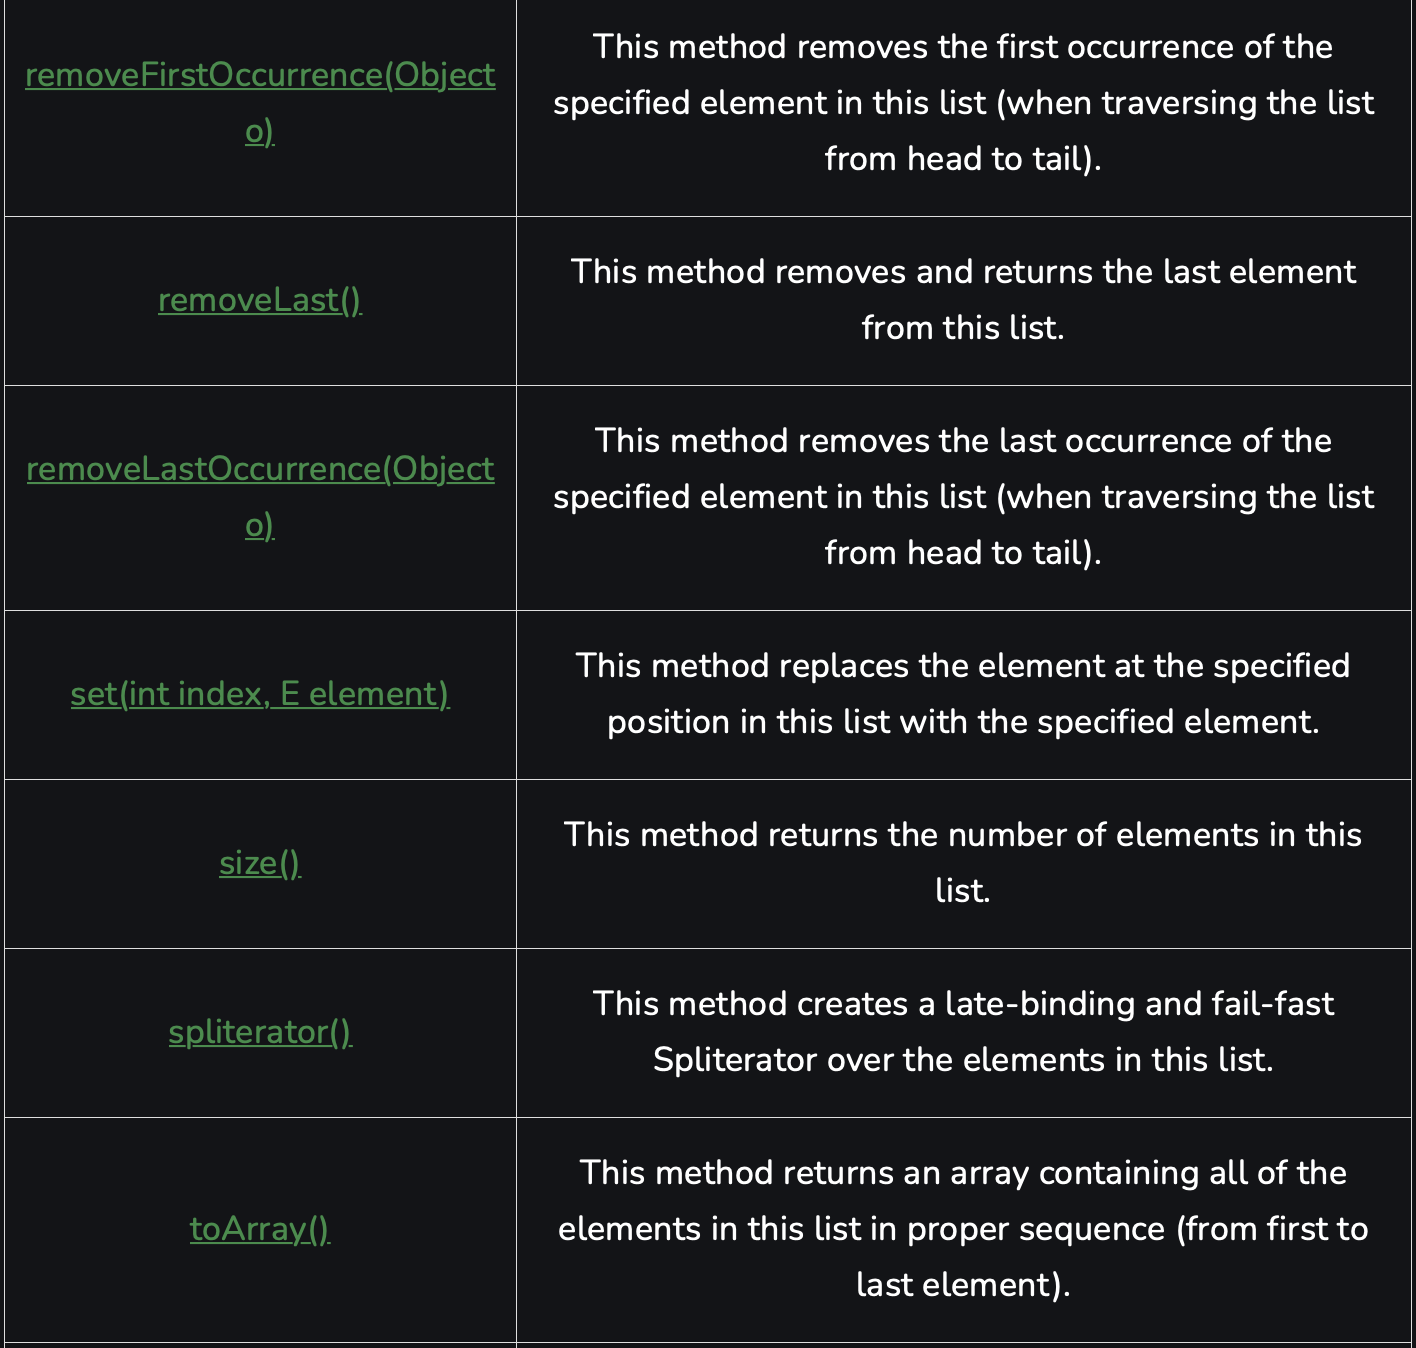 removeFirstOccurrence(Object
o)
This method removes the first occurrence of the
specified element in this list (when traversing the list
from head to tail).
removeLast()
This method removes and returns the last element
from this list.
removeLastOccurrence(Object
o)
This method removes the last occurrence of the
specified element in this list (when traversing the list
from head to tail).
set(int index, E element)
This method replaces the element at the specified
position in this list with the specified element.
size()
This method returns the number of elements in this
list.
spliterator()
This method creates a late-binding and fail-fast
Spliterator over the elements in this list.
toArray()
This method returns an array containing all of the
elements in this list in proper sequence (from first to
last element).